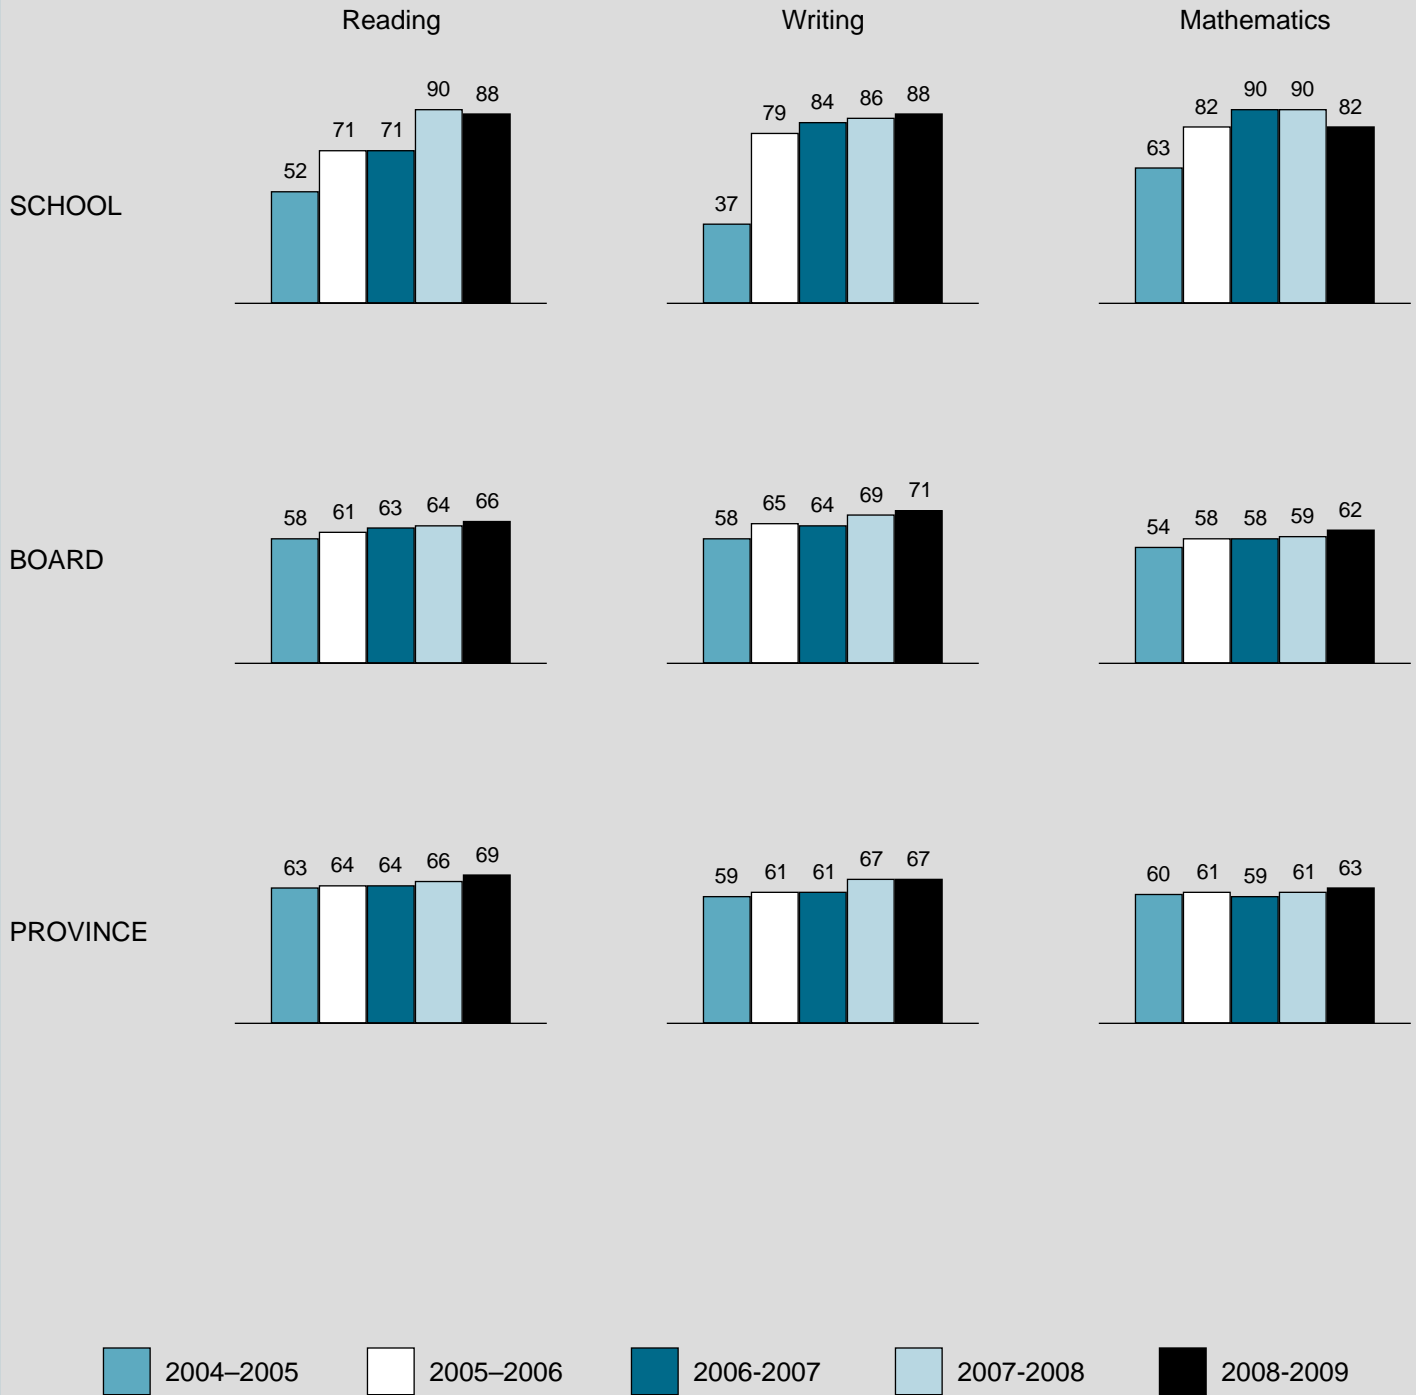 Reading Writing Mathematics
90 88
71 71
52
88
86
84
79
37
90 90
82 82
63
SCHOOL
58 61 63 64 66
58 65 64 69 71
54 58 58 59 62
BOARD
63 64 64 66 69
59 61 61 67 67
60 61 59 61 63
PROVINCE
2004–2005 2005–2006 2006-2007 2007-2008 2008-2009